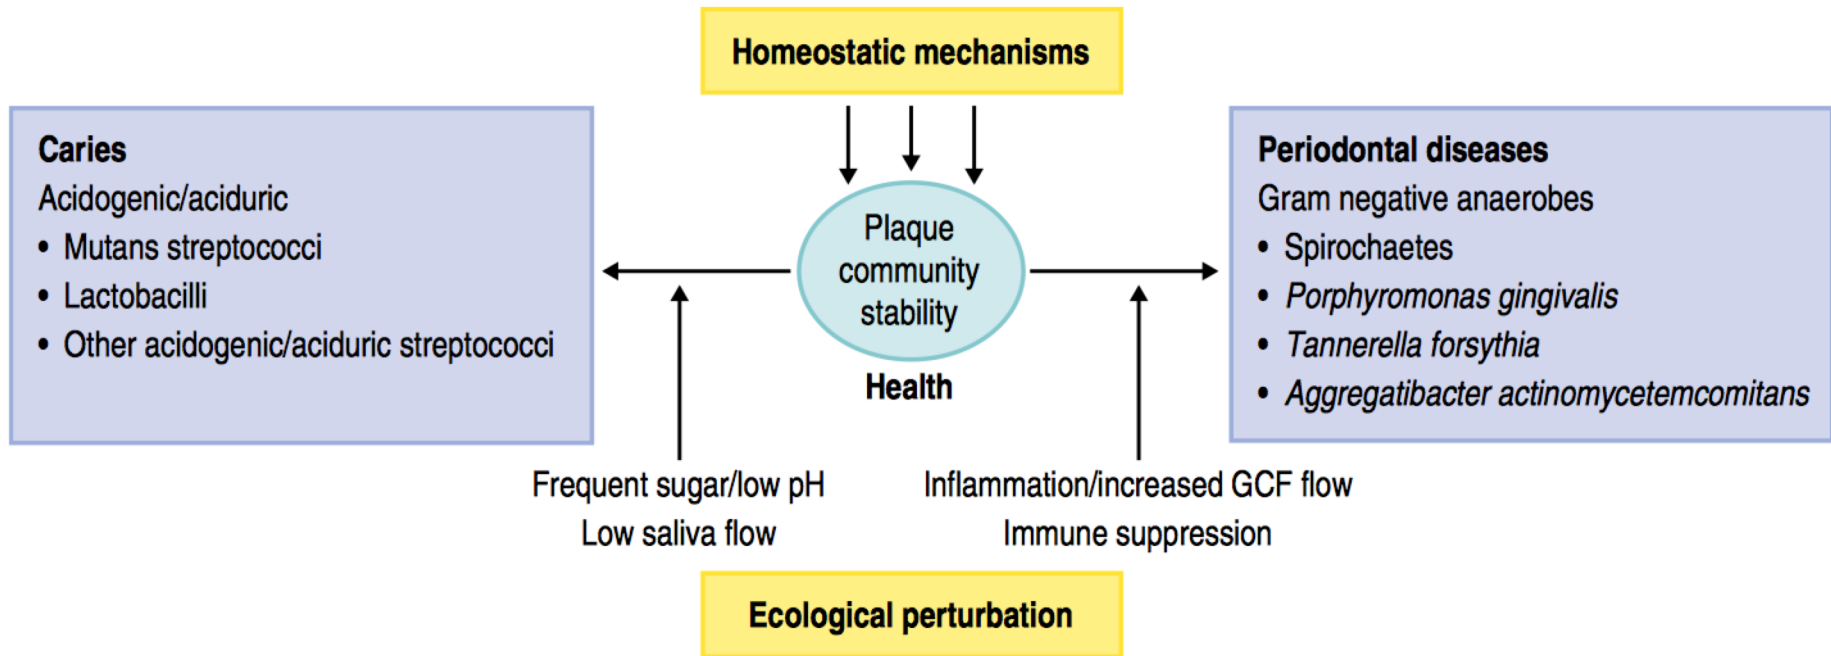 Homeostatic mechanisms
Caries
Acidogenic/aciduric
• Mutans streptococci
• Lactobacilli
• Other acidogenic/aciduric streptococci
Plaque
community
stability
Health
Periodontal diseases
Gram negative anaerobes
• Spirochaetes
• Porphyromonas gingivalis
• Tannerella forsythia
• Aggregatibacter actinomycetemcomitans
Frequent sugar/low pH
Low saliva flow
Inflammation/increased GCF flow
Immune suppression
Ecological perturbation